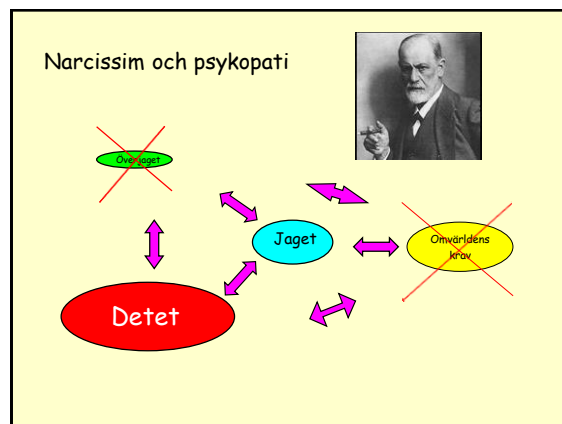 Narcissim och psykopati
Överjaget
Jaget
Omvärldens
krav
Detet